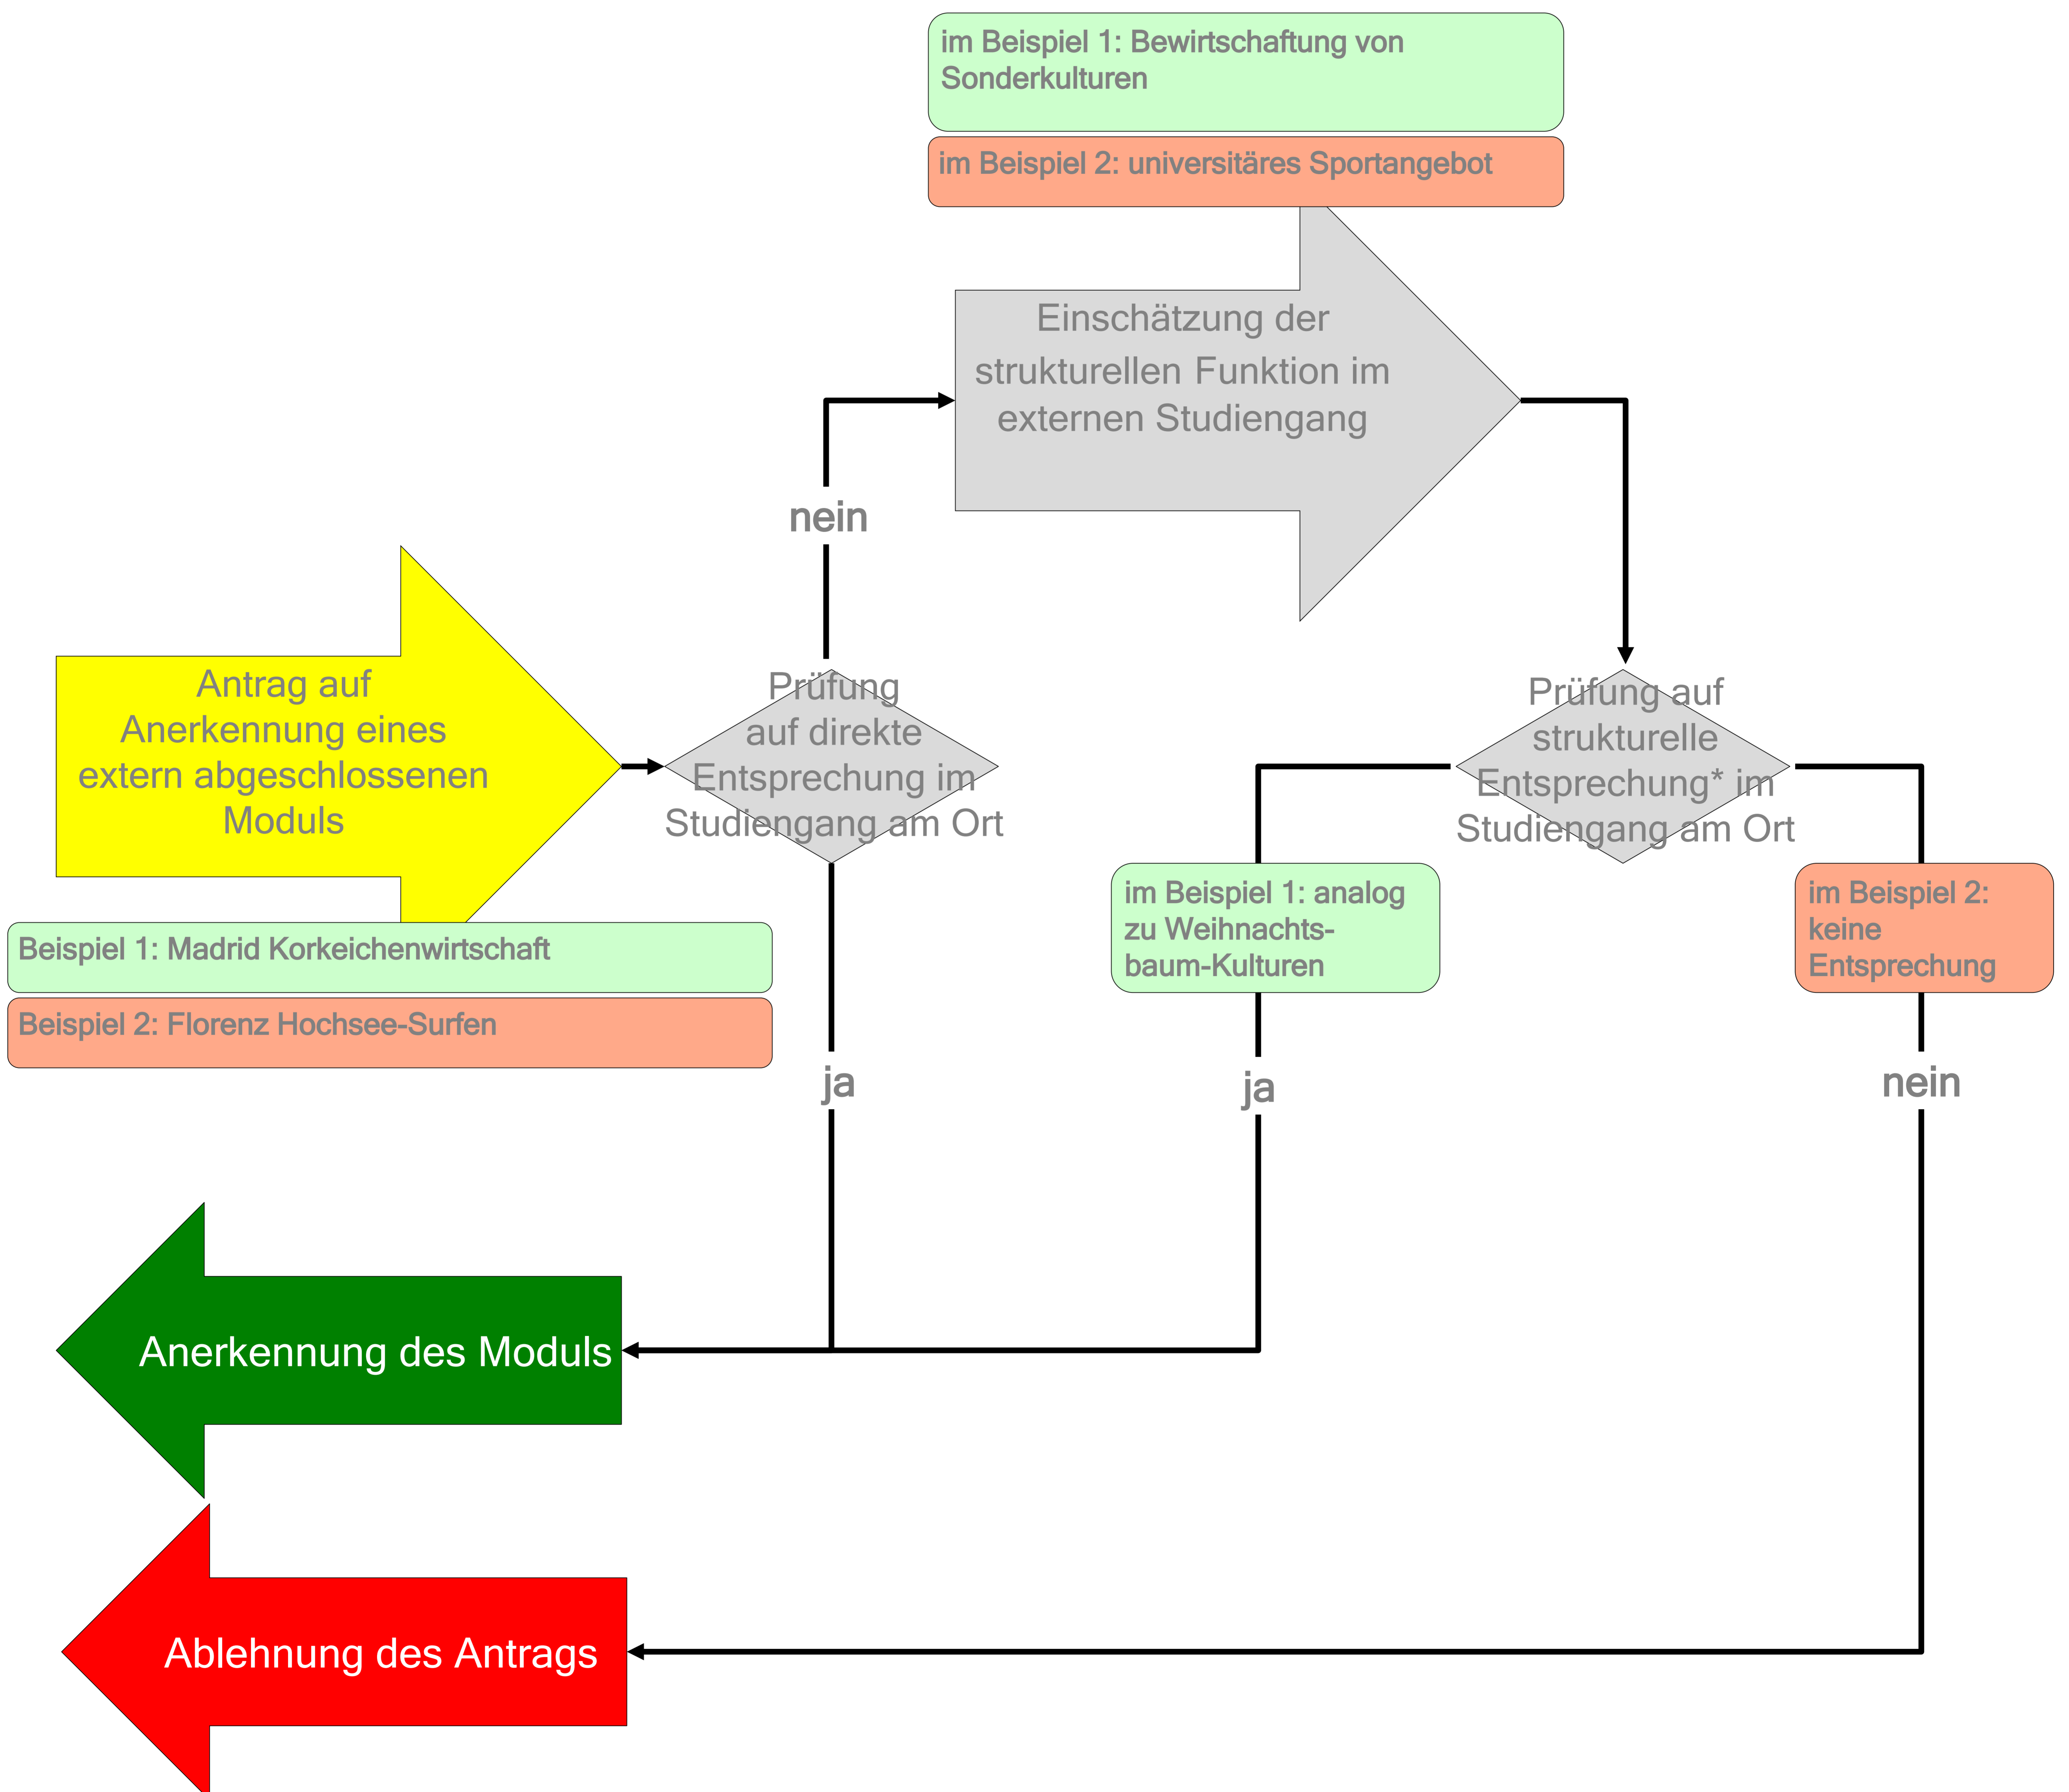 im Beispiel 1: Bewirtschaftung von
Sonderkulturen
im Beispiel 2: universitäres Sportangebot
Einschätzung der
strukturellen Funktion im
externen Studiengang
nein
Antrag auf
Anerkennung eines
extern abgeschlossenen
Moduls
Prüfung
auf direkte
Entsprechung im
Studiengang am Ort
Prüfung auf
strukturelle
Entsprechung* im
Studiengang am Ort
Beispiel 1: Madrid Korkeichenwirtschaft
Beispiel 2: Florenz Hochsee-Surfen
im Beispiel 1: analog
zu Weihnachts-
baum-Kulturen
im Beispiel 2:
keine
Entsprechung
ja
ja
nein
Anerkennung des Moduls
Ablehnung des Antrags